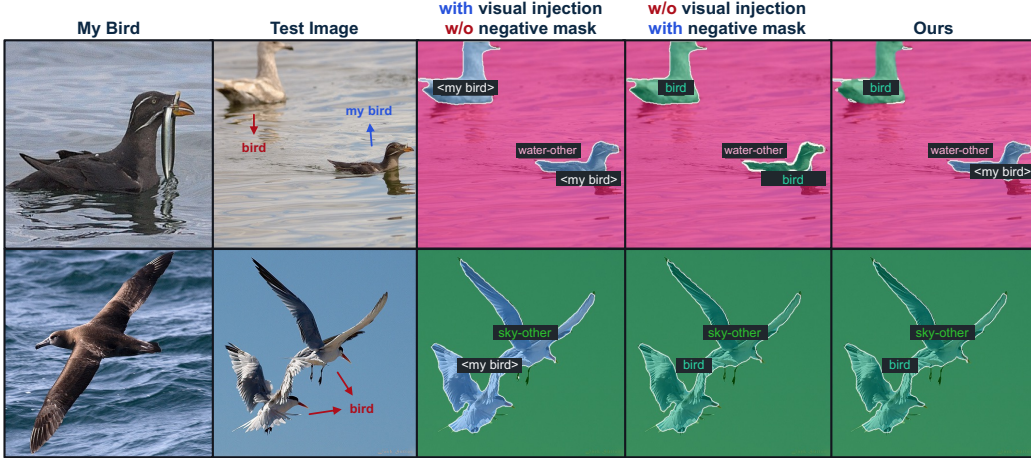 My Bird
Test Image
with visual injection
w/o negative mask
w/o visual injection
with negative mask
Ours
my bird
bird
<my bird>
water-other
<my bird>
bird
water-other
bird
bird
water-other
<my bird>
bird
sky-other
<my bird>
sky-other
bird
sky-other
bird